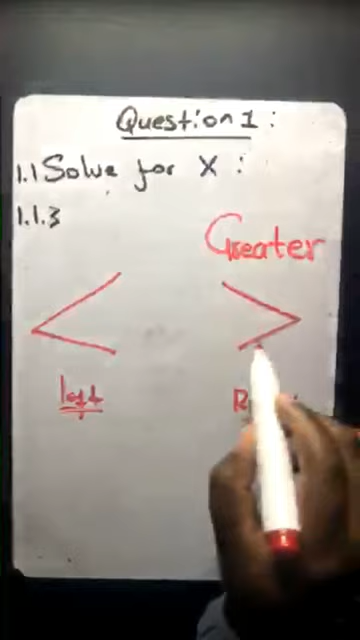 Question 1:
1.1 Solve for X:
1.1.3
Greater
< >
left